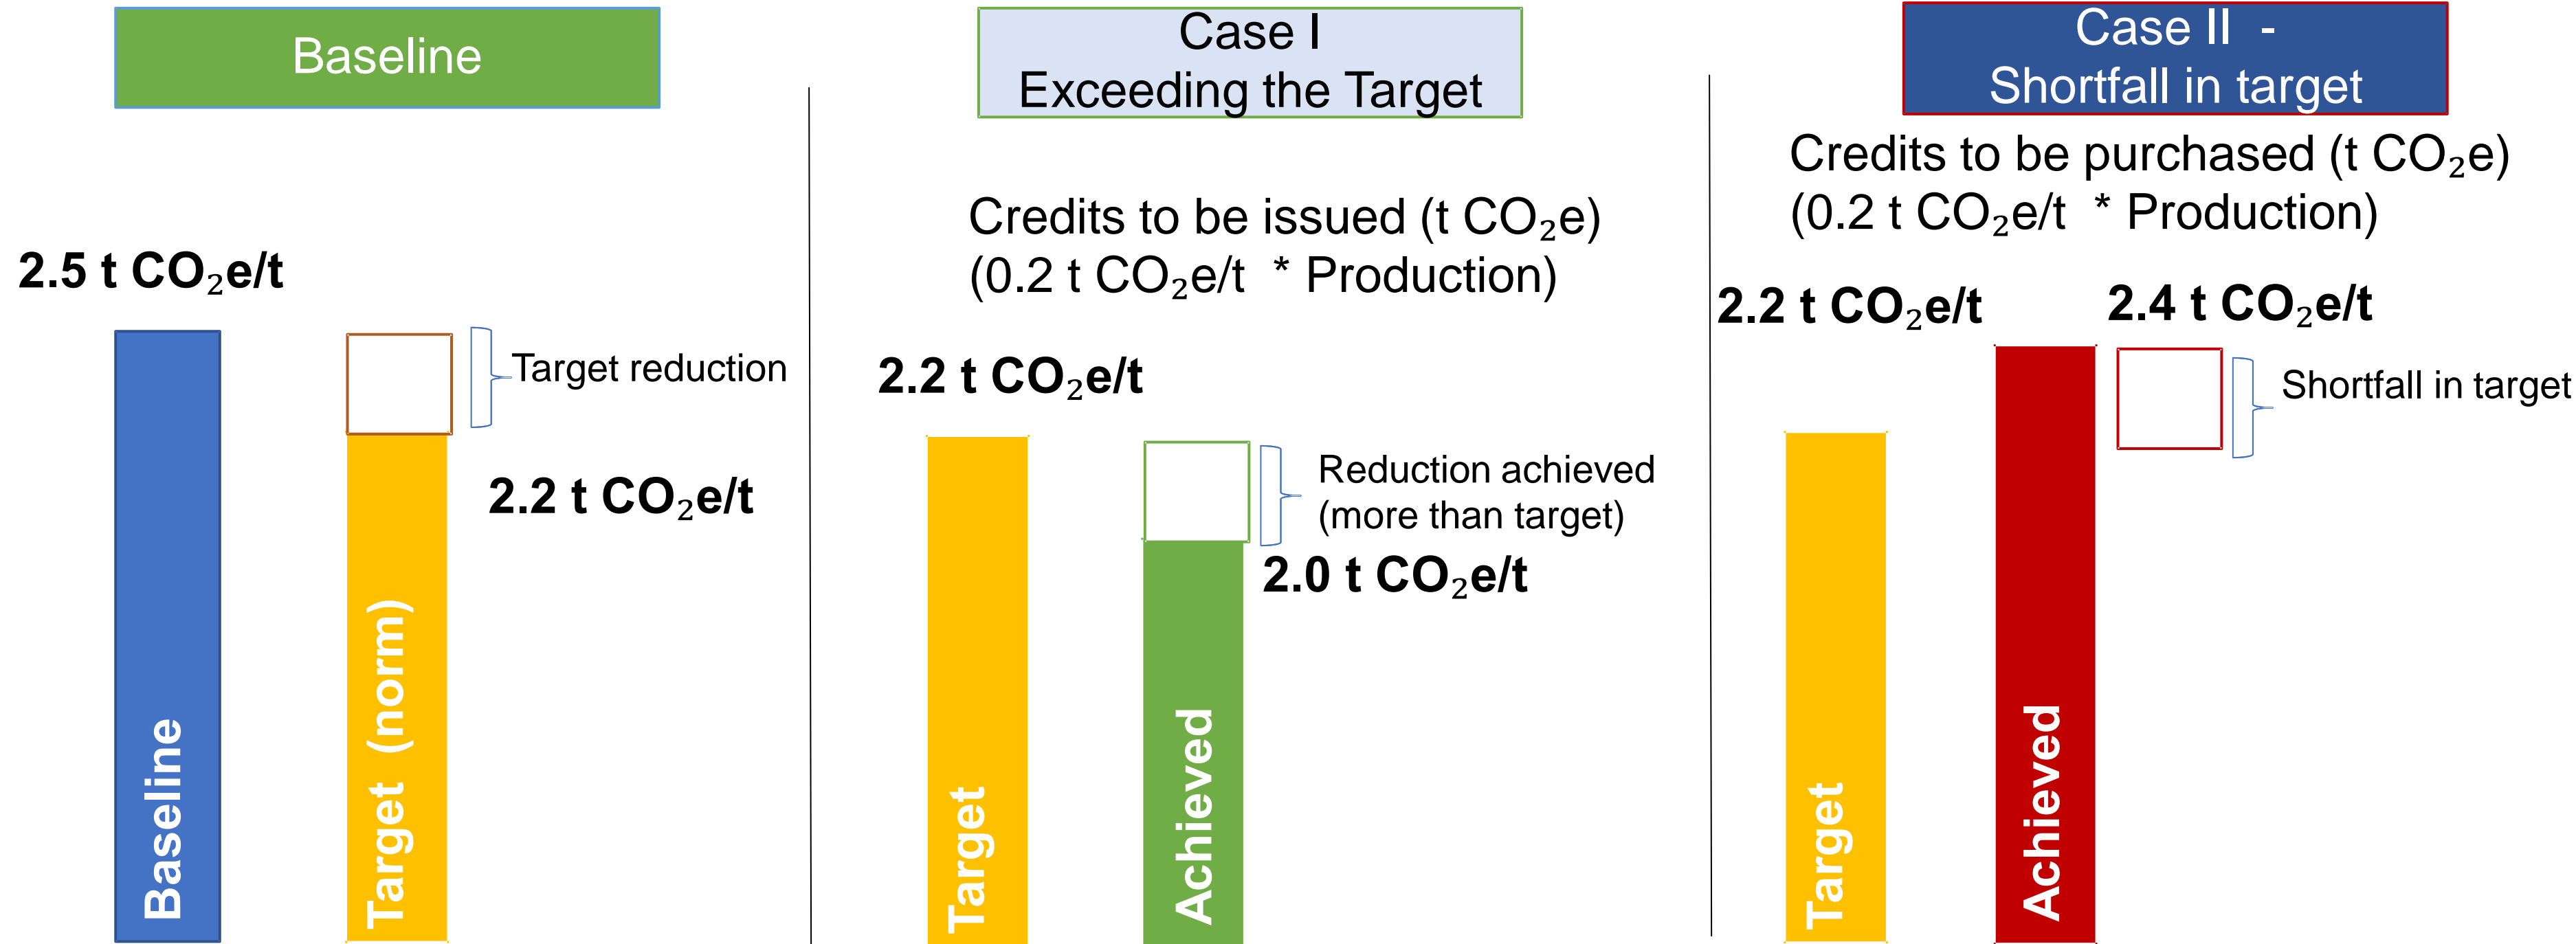 Baseline
2.5 t CO₂e/t
Target reduction
2.2 t CO₂e/t
Baseline
Target (norm)
Case I
Exceeding the Target
Credits to be issued (t CO₂e)
(0.2 t CO₂e/t * Production)
2.2 t CO₂e/t
Reduction achieved
(more than target)
2.0 t CO₂e/t
Target
Achieved
Case II -
Shortfall in target
Credits to be purchased (t CO₂e)
(0.2 t CO₂e/t * Production)
2.2 t CO₂e/t
2.4 t CO₂e/t
Shortfall in target
Target
Achieved